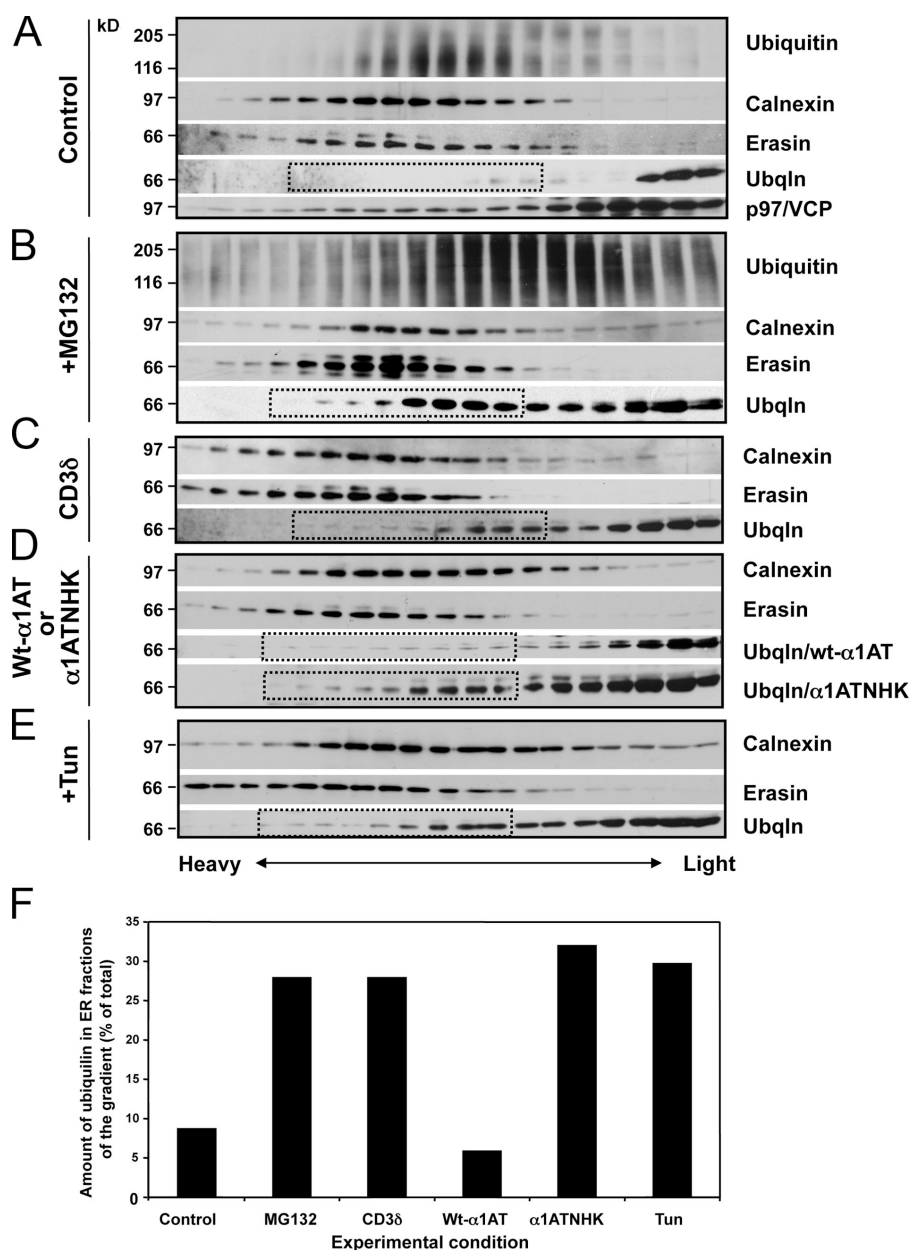 A
kD
Control
205
116
Ubiquitin
97
Calnexin
66
Erasin
66
Ubqln
97
p97/VCP
B
+MG132
205
116
Ubiquitin
97
Calnexin
66
Erasin
66
Ubqln
C
CD3δ
97
Calnexin
66
Erasin
66
Ubqln
D
Wt-α1AT
or
α1ATNHK
97
Calnexin
66
Erasin
66
Ubqln/wt-α1AT
66
Ubqln/α1ATNHK
E
+Tun
97
Calnexin
66
Erasin
66
Ubqln
Heavy
Light
F
Amount of ubiquilin in ER fractions
of the gradient (% of total)
35
30
25
20
15
10
5
0
Control MG132 CD3δ Wt-α1AT α1ATNHK Tun
Experimental condition